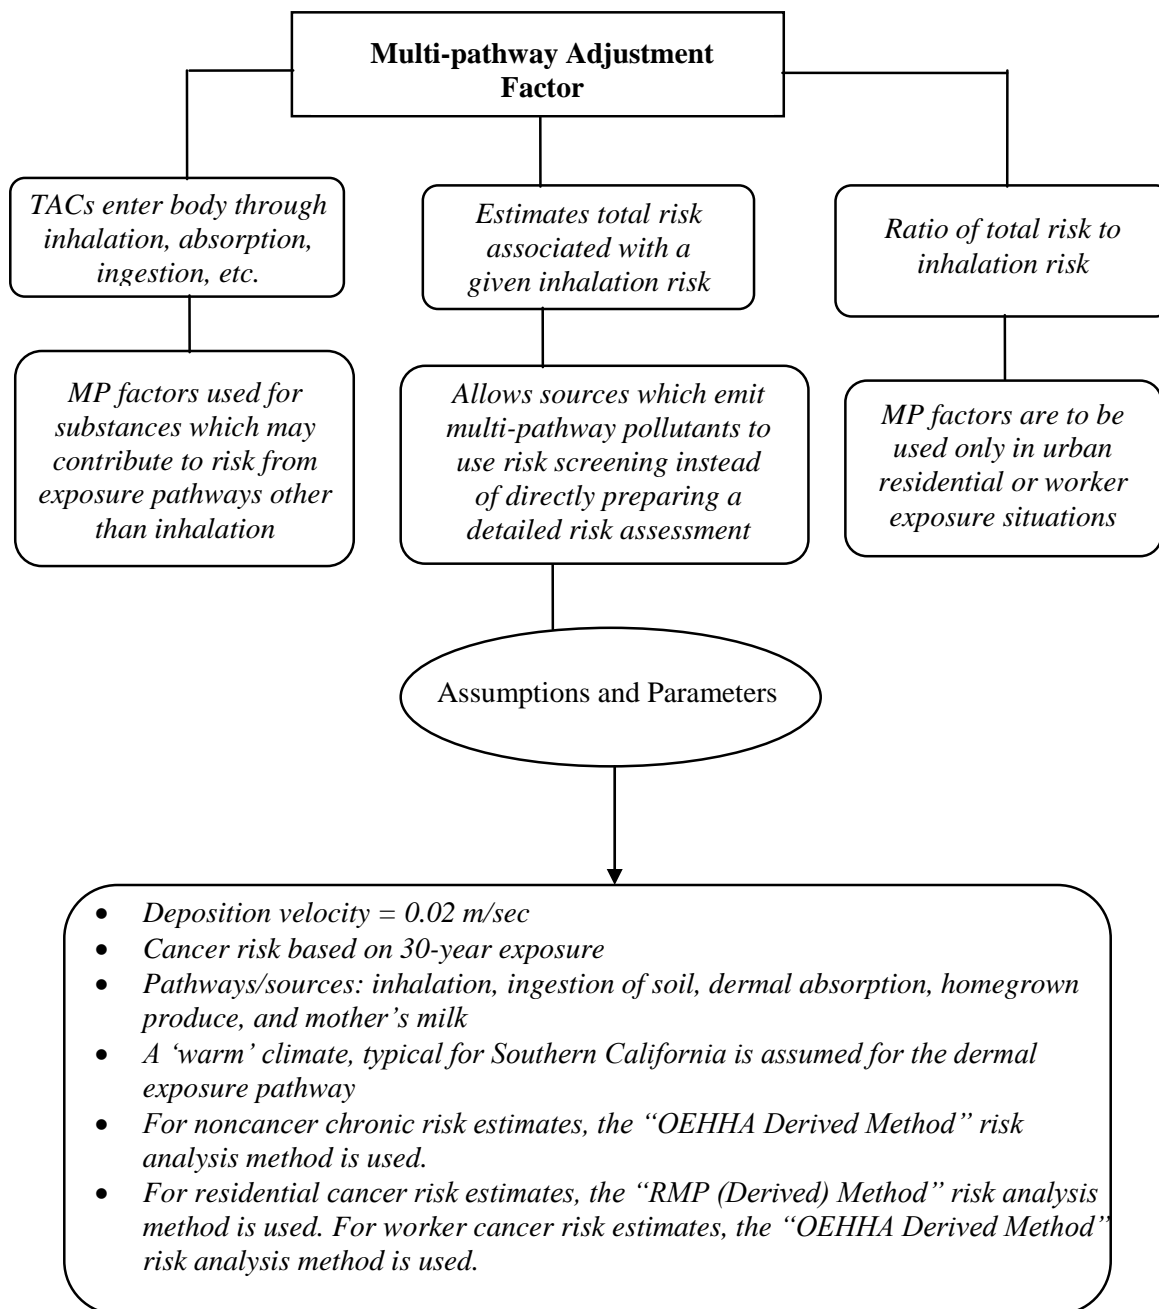 Multi-pathway Adjustment
Factor
TACs enter body through
inhalation, absorption,
ingestion, etc.
Estimates total risk
associated with a
given inhalation risk
Ratio of total risk to
inhalation risk
MP factors used for
substances which may
contribute to risk from
exposure pathways other
than inhalation
Allows sources which emit
multi-pathway pollutants to
use risk screening instead
of directly preparing a
detailed risk assessment
MP factors are to be
used only in urban
residential or worker
exposure situations
Assumptions and Parameters
• Deposition velocity = 0.02 m/sec
• Cancer risk based on 30-year exposure
• Pathways/sources: inhalation, ingestion of soil, dermal absorption, homegrown
produce, and mother’s milk
• A ‘warm’ climate, typical for Southern California is assumed for the dermal
exposure pathway
• For noncancer chronic risk estimates, the “OEHHA Derived Method” risk
analysis method is used.
• For residential cancer risk estimates, the “RMP (Derived) Method” risk analysis
method is used. For worker cancer risk estimates, the “OEHHA Derived Method”
risk analysis method is used.